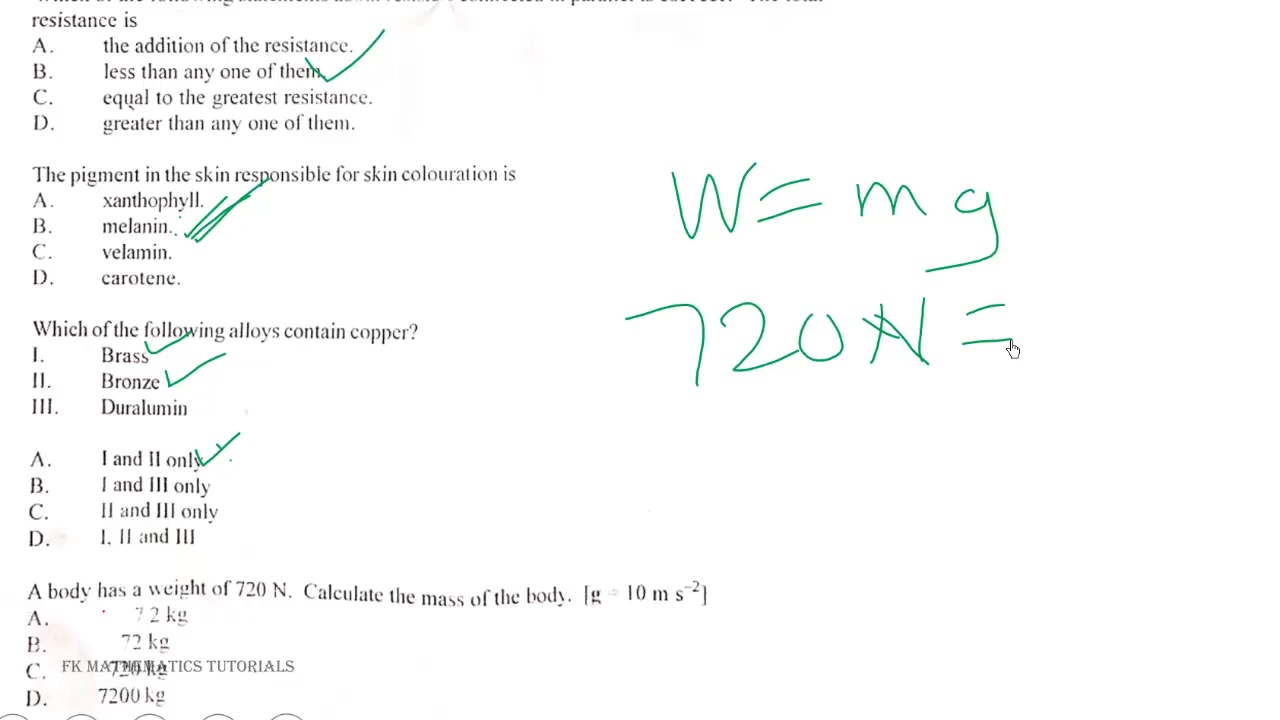 resistance is
A. the addition of the resistance.
B. less than any one of them.
C. equal to the greatest resistance.
D. greater than any one of them.
The pigment in the skin responsible for skin colouration is
A. xanthophyll.
B. melanin.
C. velamin.
D. carotene.
Which of the following alloys contain copper?
I. Brass
II. Bronze
III. Duralumin
A. I and II only
B. I and III only
C. II and III only
D. I, II and III
A body has a weight of 720 N. Calculate the mass of the body. [g = 10 m s⁻²]
A. 7 2 kg
B. 72 kg
C. 720 kg
FK MATHEMATICS TUTORIALS
D. 7200 kg
W = mg
720N =